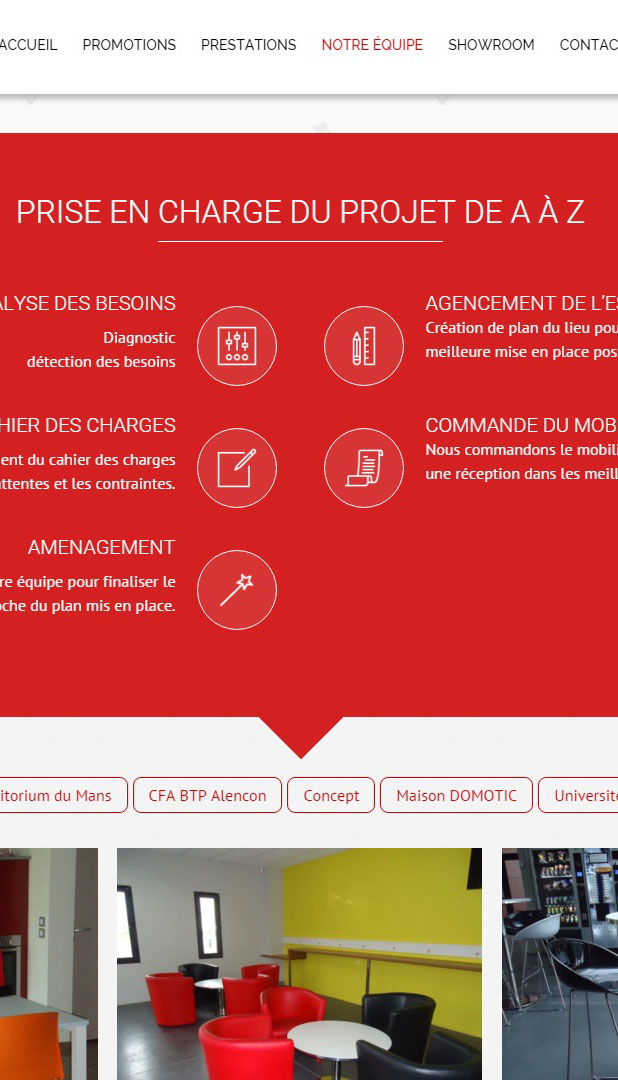 ACCUEIL PROMOTIONS PRESTATIONS NOTRE ÉQUIPE SHOWROOM CONTAC
PRISE EN CHARGE DU PROJET DE A À Z
ALYSE DES BESOINS
Diagnostic
détection des besoins
AGENCEMENT DE L'ES
Création de plan du lieu pou
meilleure mise en place pos
HIER DES CHARGES
ent du cahier des charges
ttentes et les contraintes.
COMMANDE DU MOB
Nous commandons le mobili
une réception dans les meill
AMENAGEMENT
re équipe pour finaliser le
oche du plan mis en place.
itorium du Mans
CFA BTP Alencon
Concept
Maison DOMOTIC
Université